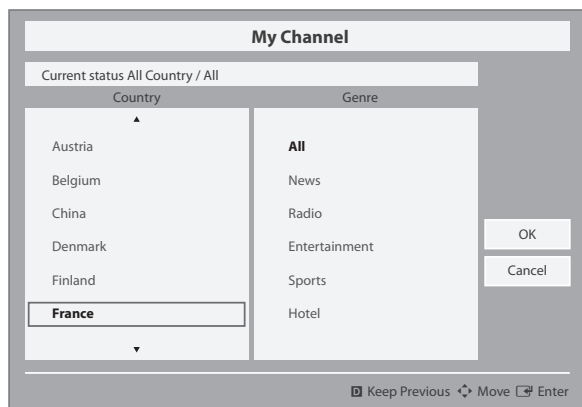 My Channel
Current status All Country / All
Country
Genre
Austria
All
Belgium
News
China
Radio
Denmark
Entertainment
Finland
Sports
France
Hotel
OK
Cancel
D Keep Previous Move Enter